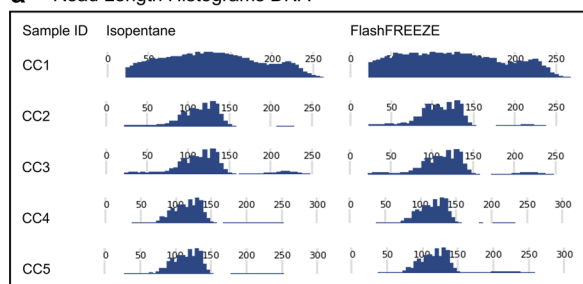 a Read Length Histograms DNA
Sample ID Isopentane FlashFREEZE
CC1 0 50 200 250 0 50 200 250
CC2 0 50 100 150 200 250 0 50 100 150 200 250
CC3 0 50 100 150 200 250 0 50 100 150 200 250
CC4 0 50 100 150 200 250 300 0 50 100 150 200 250 300
CC5 0 50 100 150 200 250 300 0 50 100 150 200 250 300